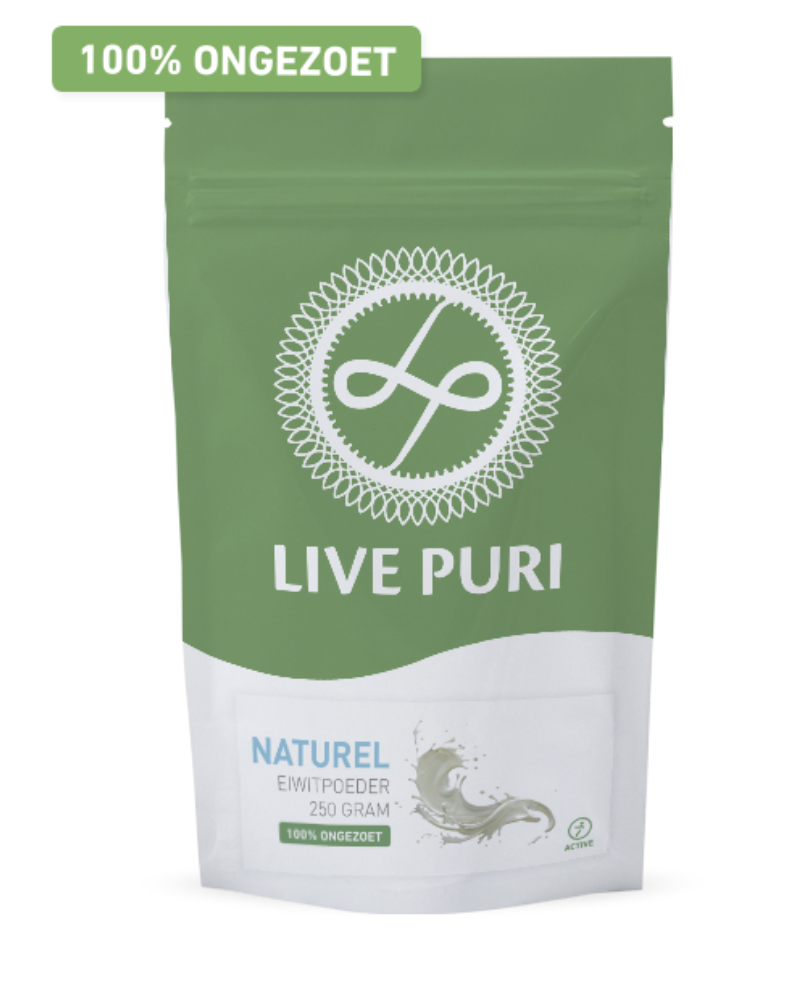 100% ONGEZOET
LIVE PURI
NATUREL
EIWITPOEDER
250 GRAM
100% ONGEZOET
ACTIVE